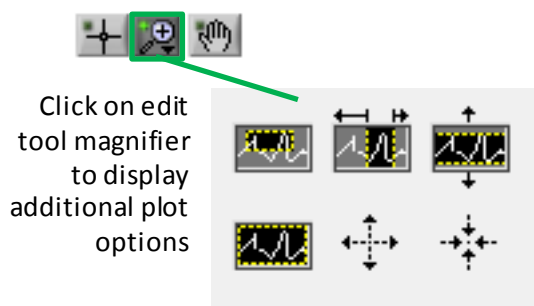 Click on edit
tool magnifier
to display
additional plot
options